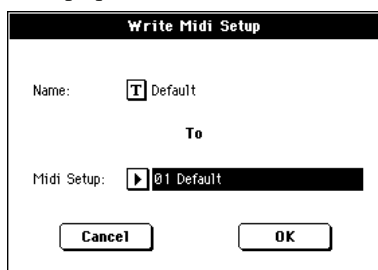 Write Midi Setup
Name: T Default
To
Midi Setup: 01 Default
Cancel OK